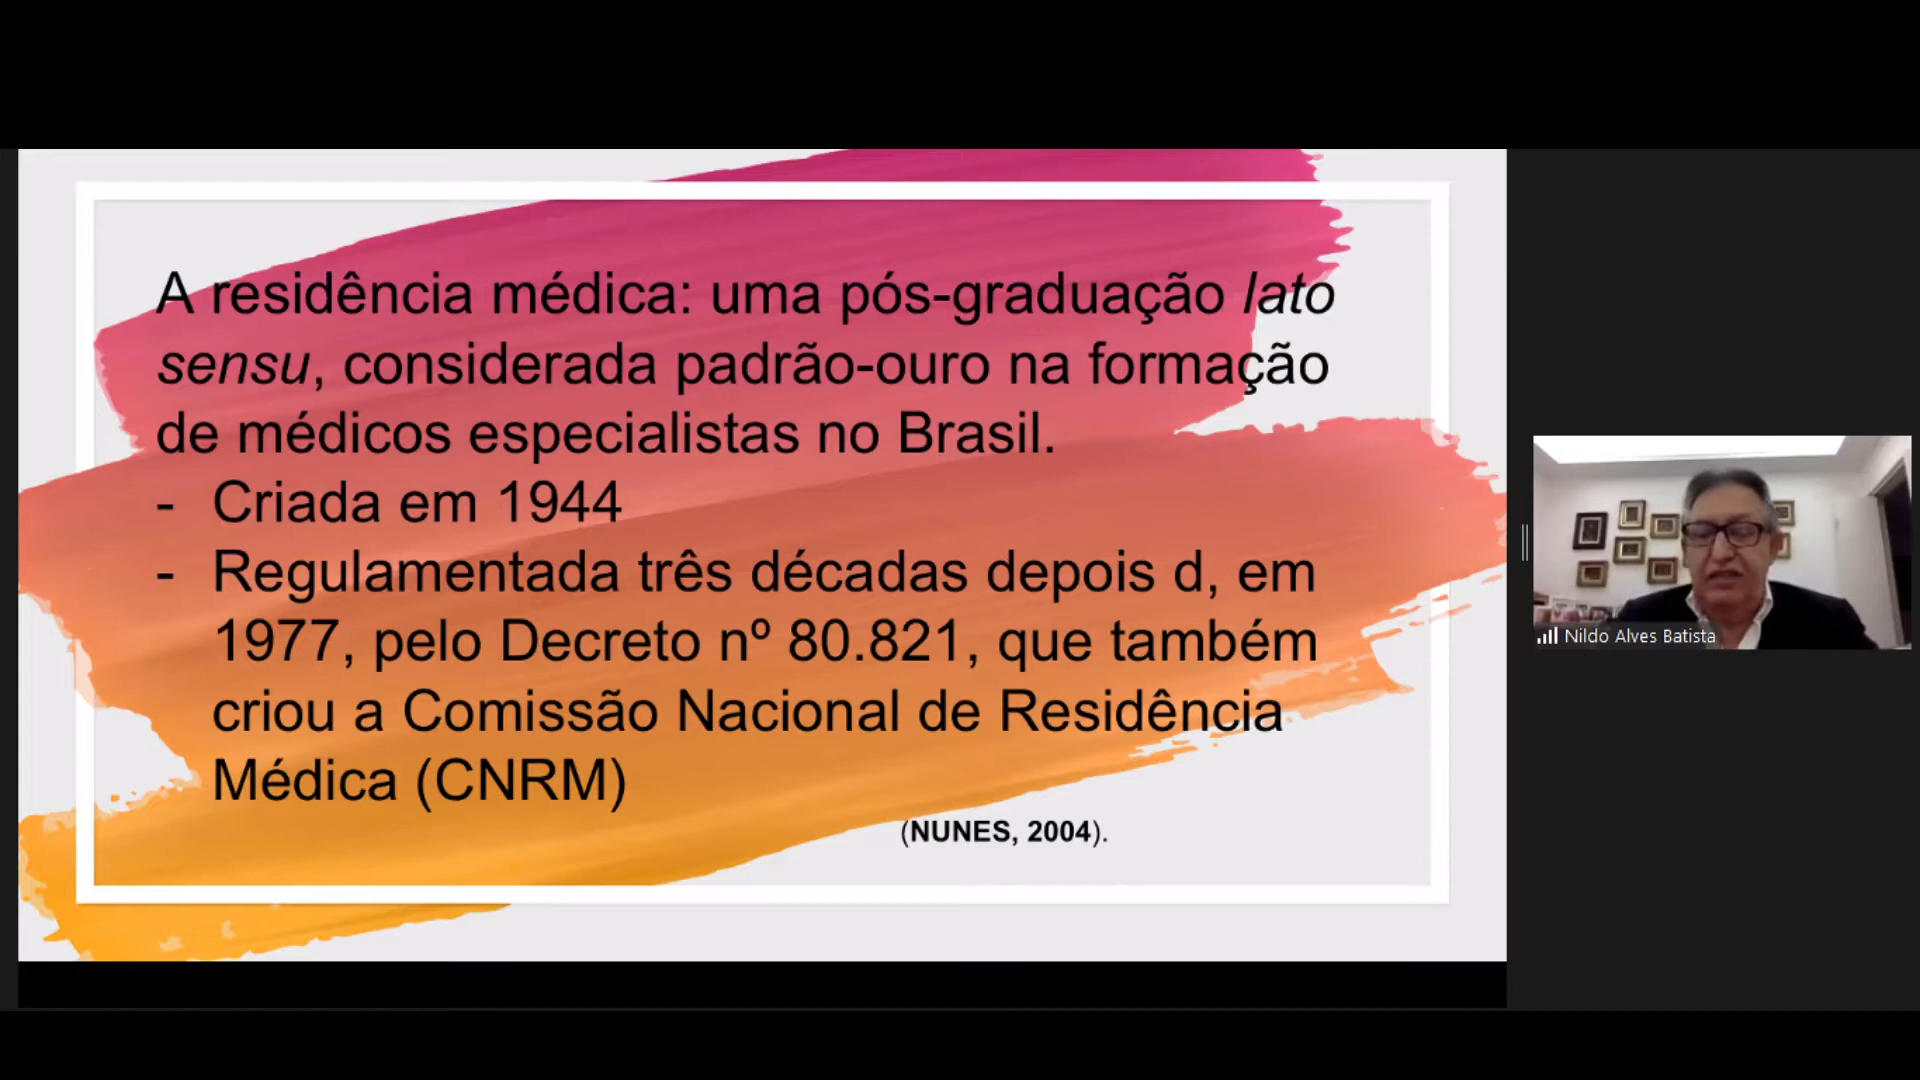 A residência médica: uma pós-graduação lato
sensu, considerada padrão-ouro na formação
de médicos especialistas no Brasil.
- Criada em 1944
- Regulamentada três décadas depois d, em
1977, pelo Decreto nº 80.821, que também
criou a Comissão Nacional de Residência
Médica (CNRM)
(NUNES, 2004).
Nildo Alves Batista